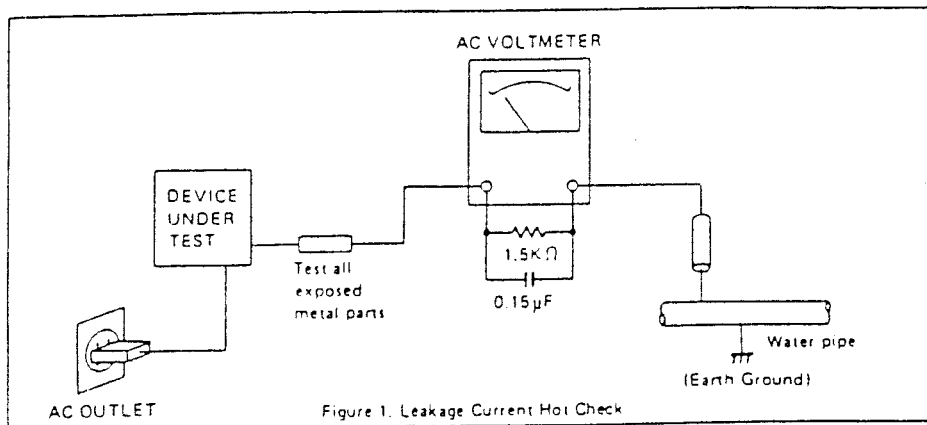 AC VOLTMETER
DEVICE
UNDER
TEST
Test all
exposed
metal parts
1.5KΩ
0.15µF
Water pipe
(Earth Ground)
AC OUTLET
Figure 1. Leakage Current Hot Check